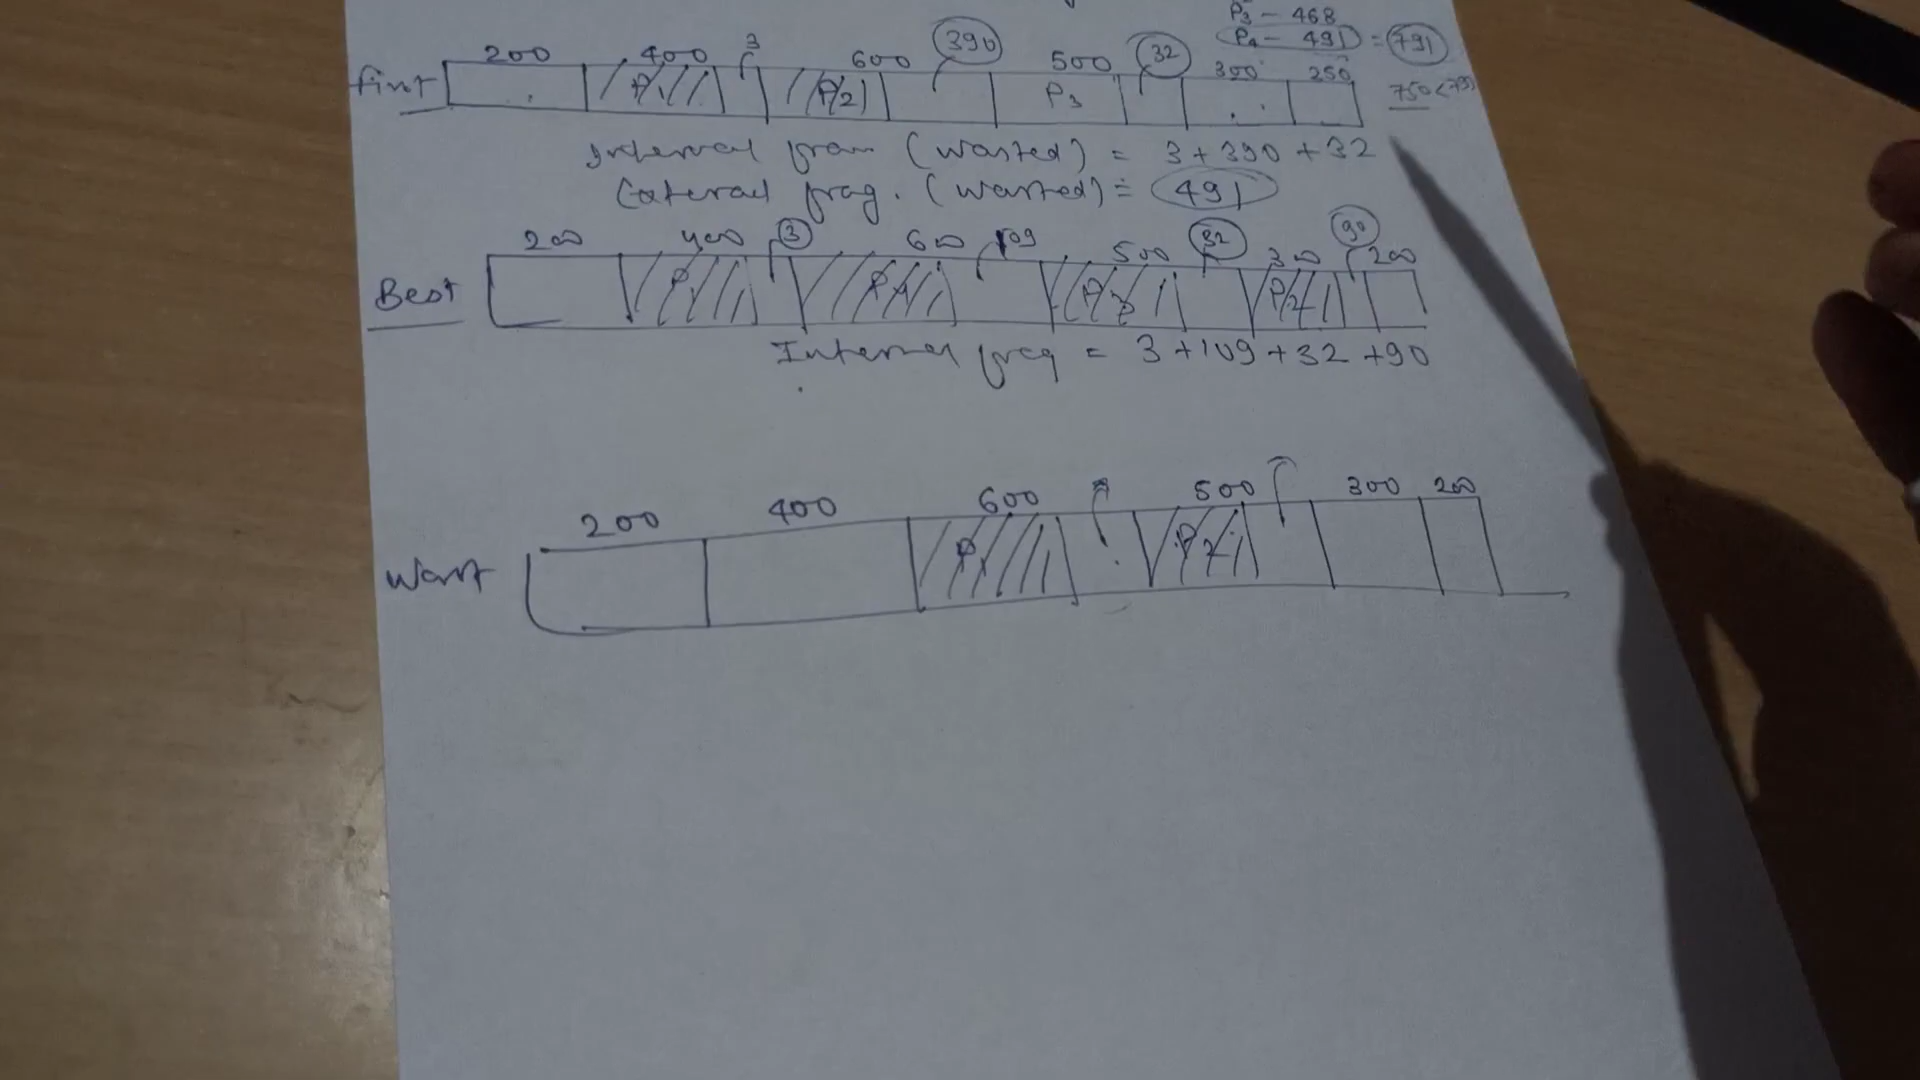 P3 - 468
P4 - 491 = 791
200 400 3 600 390 500 32 300 250
first P1 P2 P3 750<791
Internal fram (wasted) = 3+390+32
External frag. (wasted) = 491
200 400 3 600 109 500 32 300 90 200
Best P1 P4 P3 P2
Internal freg = 3+109+32+90
200 400 600 500 300 200
Worst P1 P2